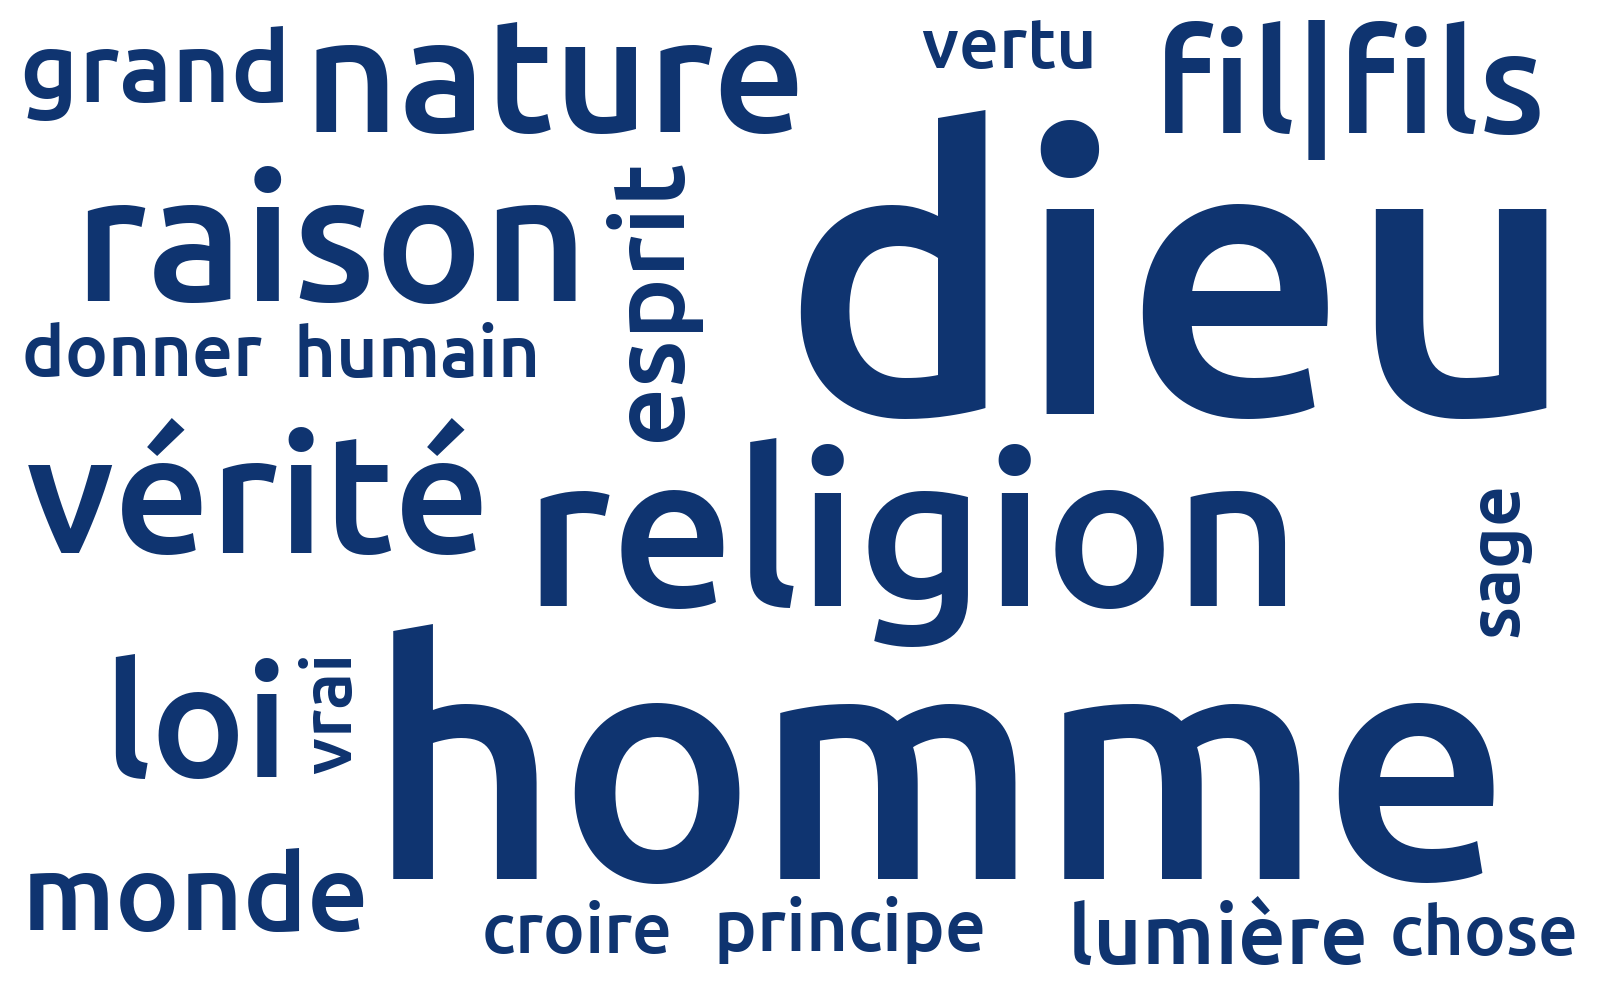 grand
nature
vertu
fil|fils
raison
esprit
dieu
donner
humain
vérité
religion
sage
loi
vrai
homme
monde
croire
principe
lumière
chose